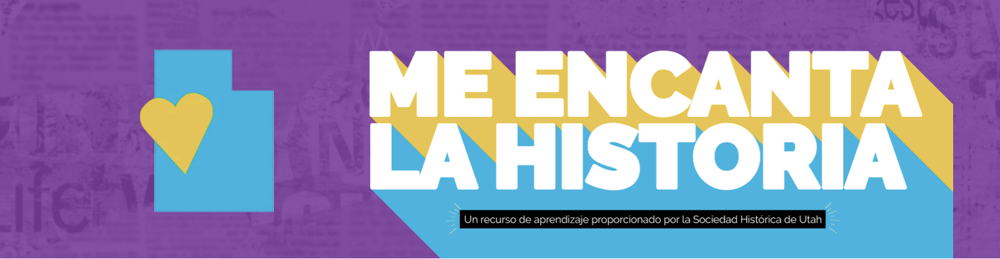 ME ENCANTA
LA HISTORIA
Un recurso de aprendizaje proporcionado por la Sociedad Histórica de Utah